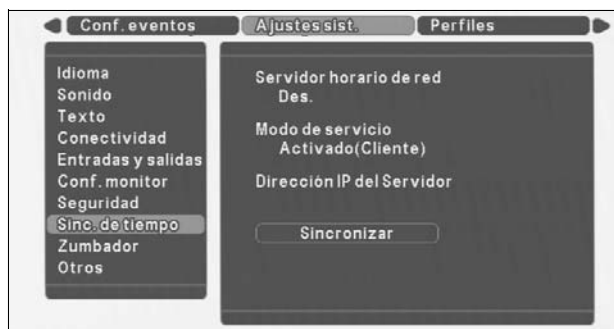 Conf. eventos
Ajustes sist.
Perfiles
Idioma
Sonido
Texto
Conectividad
Entradas y salidas
Conf. monitor
Seguridad
Sinc. de tiempo
Zumbador
Otros
Servidor horario de red
Des.
Modo de servicio
Activado(Cliente)
Dirección IP del Servidor
Sincronizar